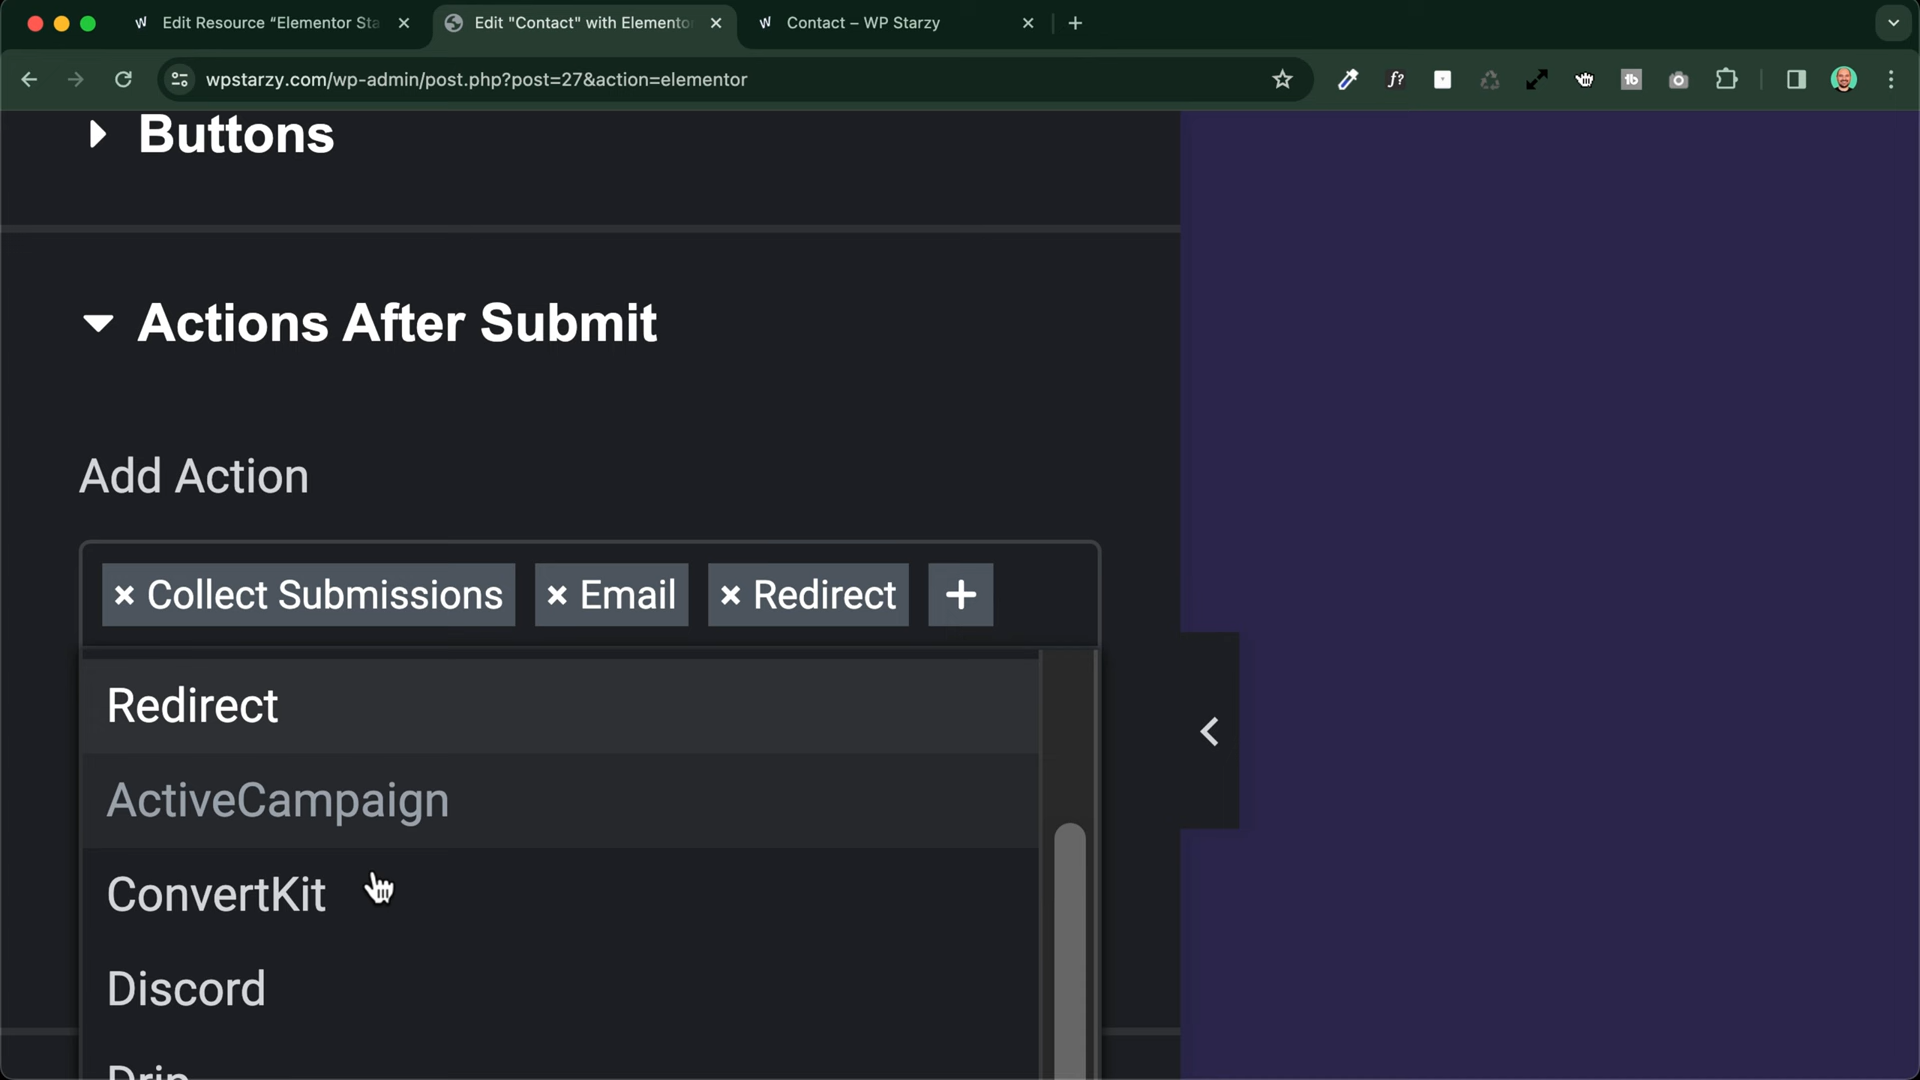 Edit Resource “Elementor Sta
Edit "Contact" with Elemento
Contact – WP Starzy
wpstarzy.com/wp-admin/post.php?post=27&action=elementor
Buttons
Actions After Submit
Add Action
× Collect Submissions × Email × Redirect +
Redirect
ActiveCampaign
ConvertKit
Discord
Drip